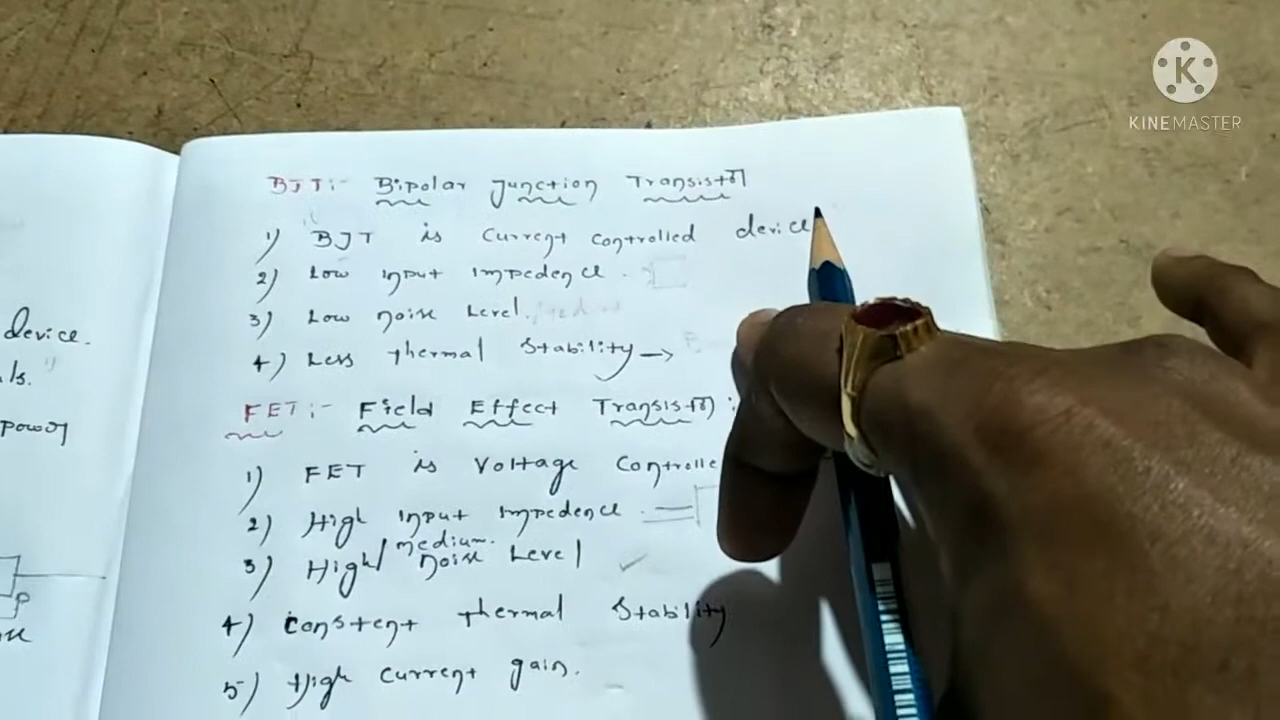 K
KINEMASTER
BJT:- Bipolar Junction Transistor
1) BJT is Current Controlled device
2) Low input Impedence.
3) Low noise Level.
4) Less thermal Stability →
FET:- Field Effect Transistor:
1) FET is Voltage Controlle
2) High Input Impedence.
3) High/medium. noise Level
4) Constent thermal Stability
5) High Current gain.
device.
ls.
power